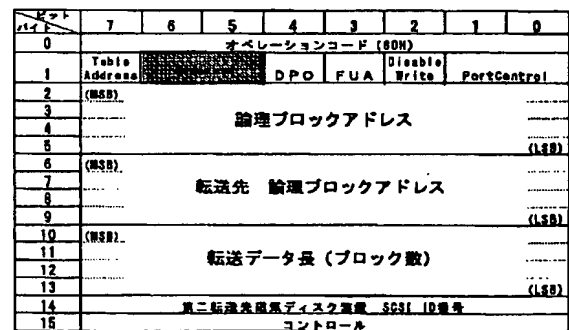 ビット
バイト 7 6 5 4 3 2 1 0
0 オペレーションコード (80H)
1 Table Address DPO FUA Disable Write PortControl
2 (MSB)
3
論理ブロックアドレス
4
5 (LSB)
6 (MSB)
7
転送先 論理ブロックアドレス
8
9 (LSB)
10 (MSB)
11
転送データ長(ブロック数)
12
13 (LSB)
14 第二転送先磁気ディスク装置 SCSI ID番号
15 コントロール